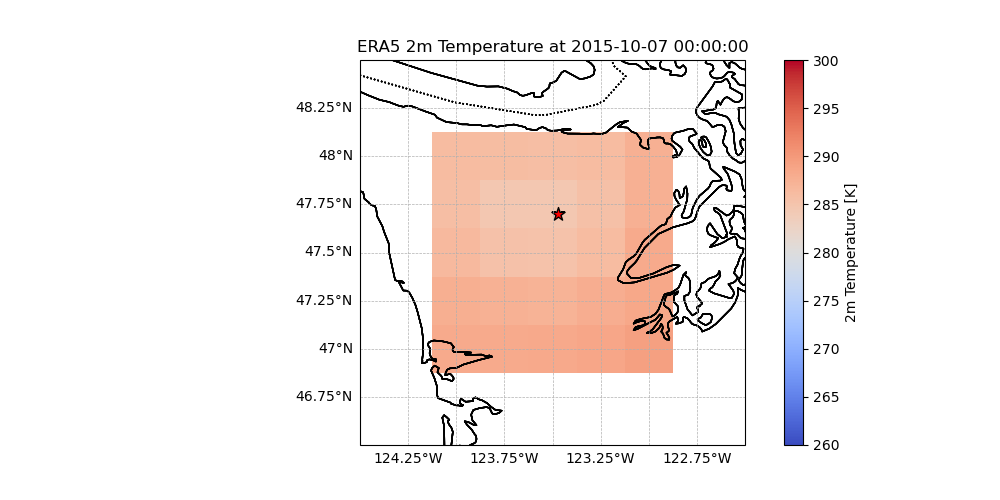 ERA5 2m Temperature at 2015-10-07 00:00:00
48.25°N
48°N
47.75°N
47.5°N
47.25°N
47°N
46.75°N
124.25°W
123.75°W
123.25°W
122.75°W
300
295
290
285
280
275
270
265
260
2m Temperature [K]